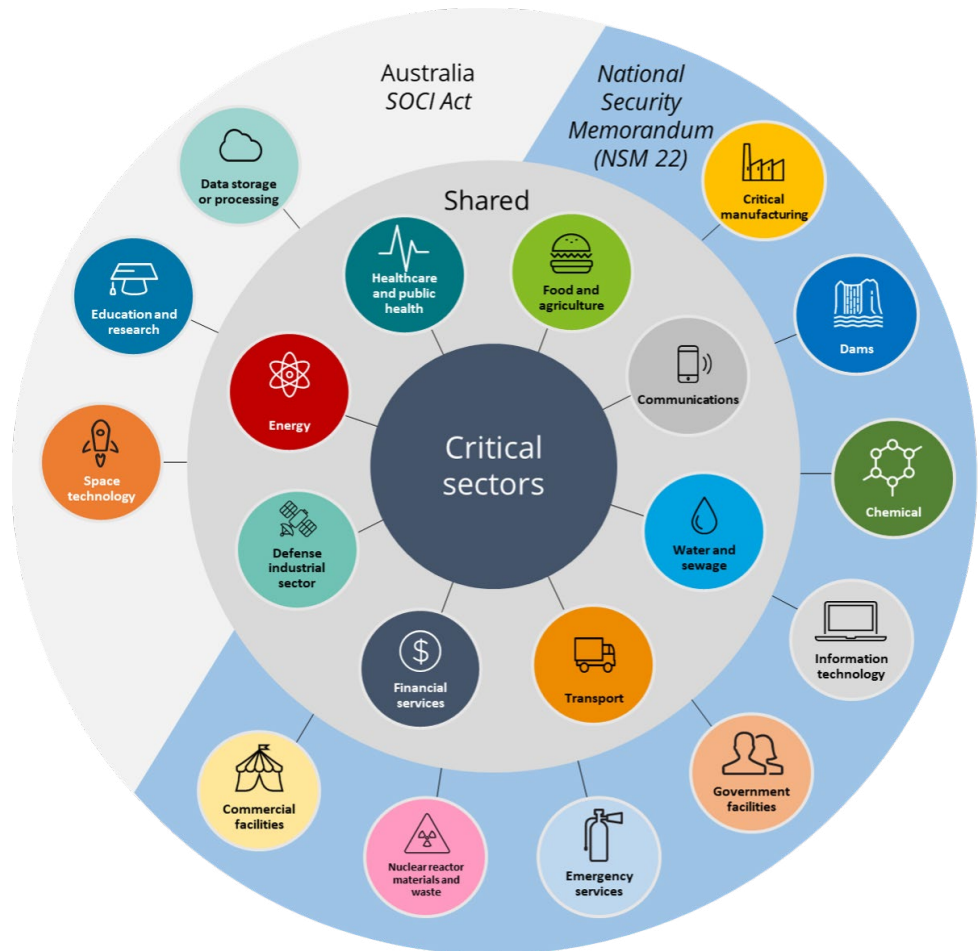 Australia
SOCI Act
National
Security
Memorandum
(NSM 22)
Data storage
or processing
Critical
manufacturing
Shared
Healthcare
and public
health
Food and
agriculture
Education and
research
Dams
Energy
Communications
Critical
sectors
Space
technology
Chemical
Defense
industrial
sector
Water and
sewage
Information
technology
$
Financial
services
Transport
Government
facilities
Commercial
facilities
Nuclear reactor
materials and
waste
Emergency
services